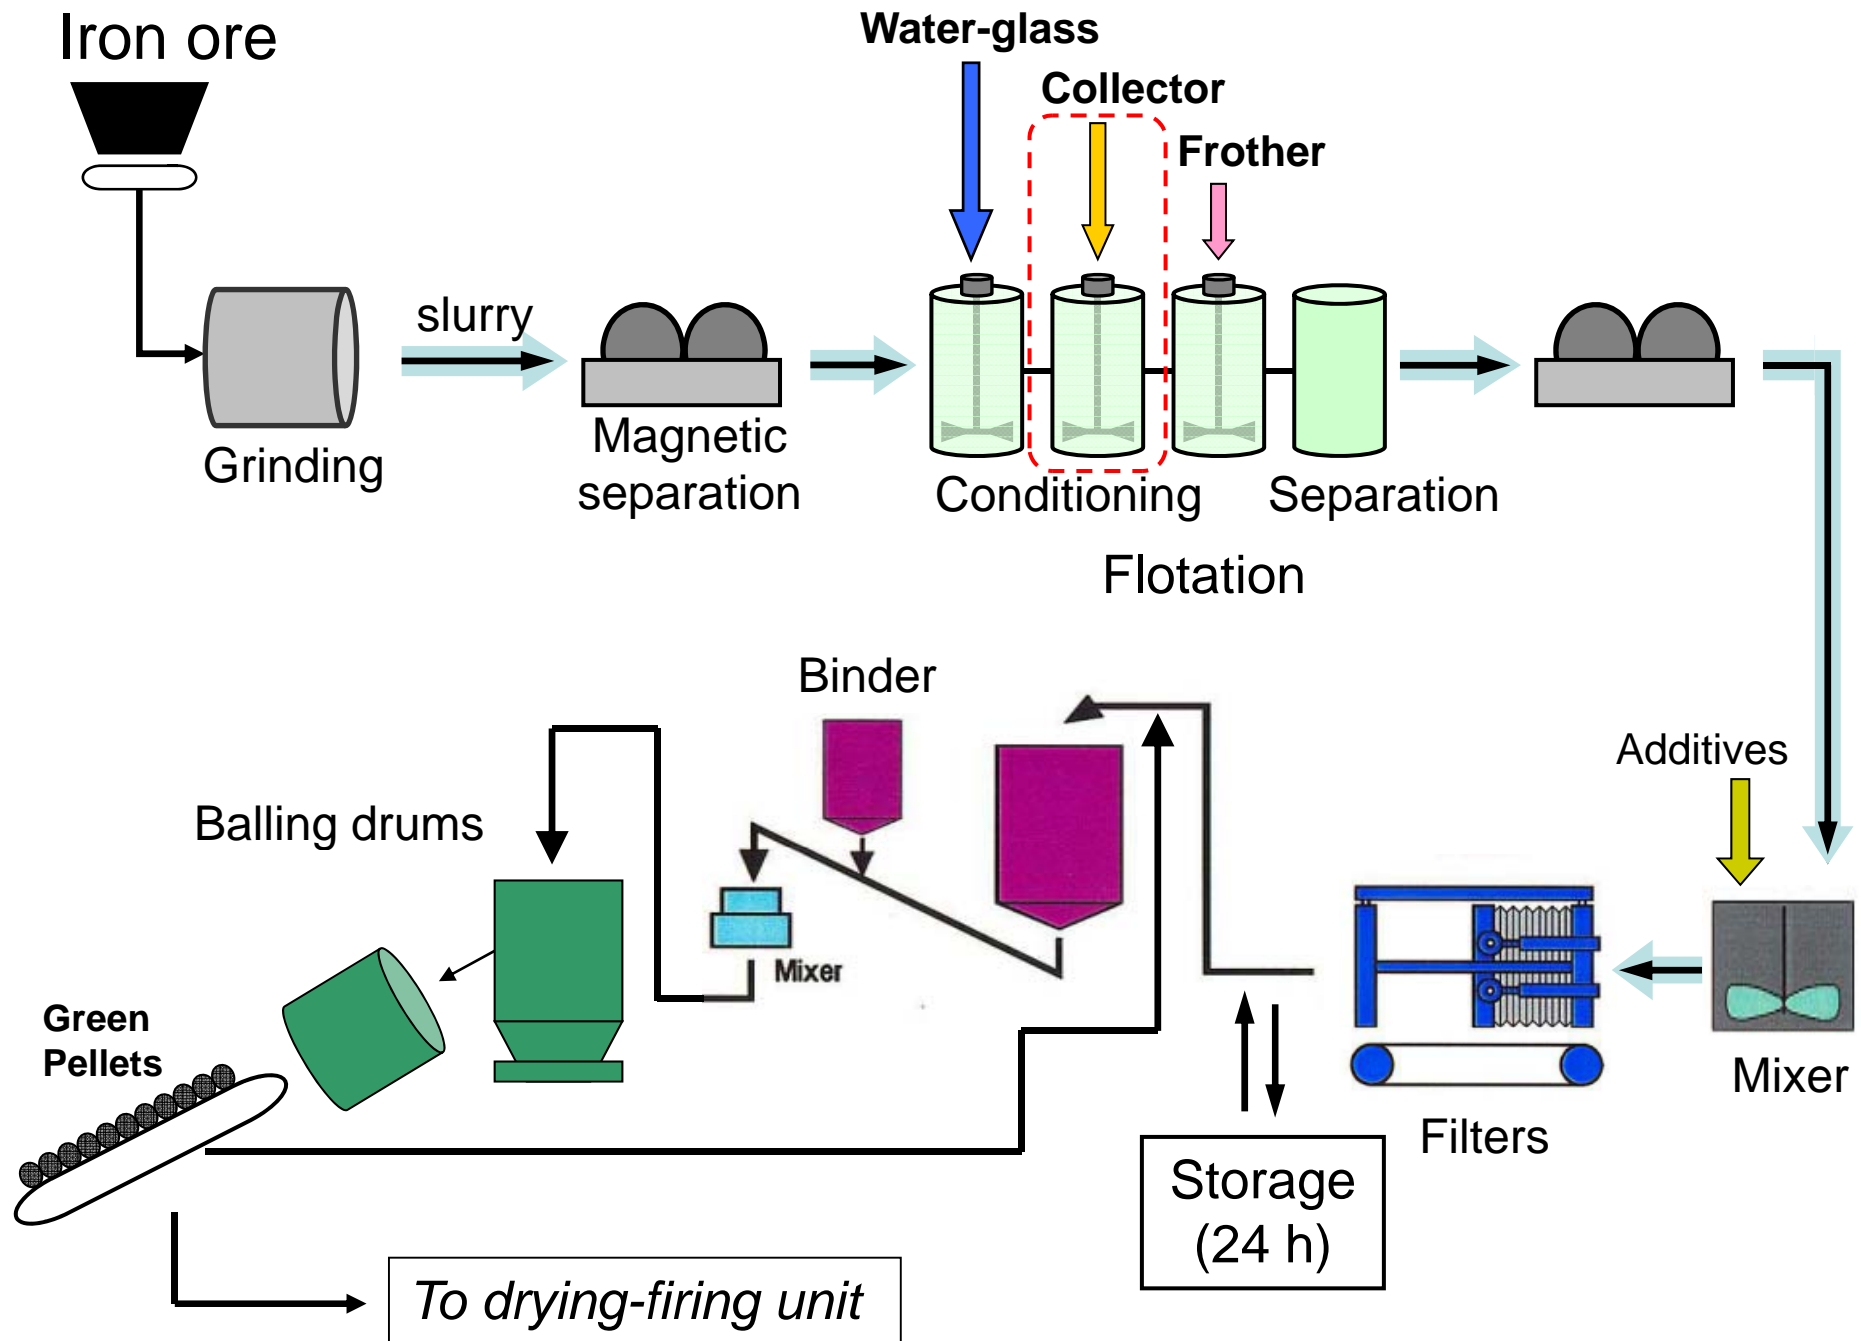 Iron ore
Water-glass
Collector
Frother
slurry
Grinding
Magnetic
separation
Conditioning
Separation
Flotation
Binder
Additives
Balling drums
Mixer
Green
Pellets
Mixer
Filters
Storage
(24 h)
To drying-firing unit